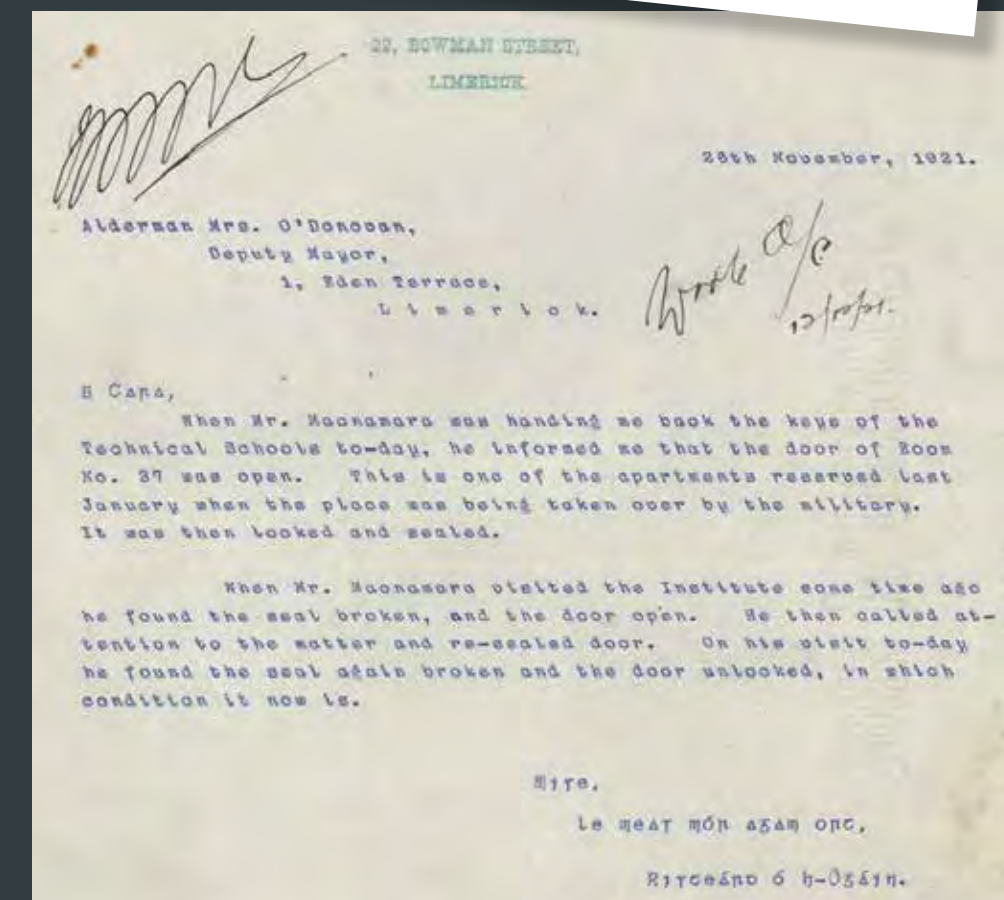 22, BOWMAN STREET,
LIMERICK
28th November, 1921.
Alderman Mrs. O'Donovan,
Deputy Mayor,
1, Eden Terrace,
Limerick.
Wrote O/C
A Cara,
When Mr. Macnamara was handing me back the keys of the
Technical Schools to-day, he informed me that the door of Room
No. 37 was open. This is one of the apartments reserved last
January when the place was being taken over by the military.
It was then locked and sealed.
When Mr. Macnamara visited the Institute some time ago
he found the seal broken, and the door open. He then called at-
tention to the matter and re-sealed door. On his visit to-day
he found the seal again broken and the door unlocked, in which
condition it now is.
Mise,
Le meas mór agam ort,
Risteárd ó h-Ógáin.